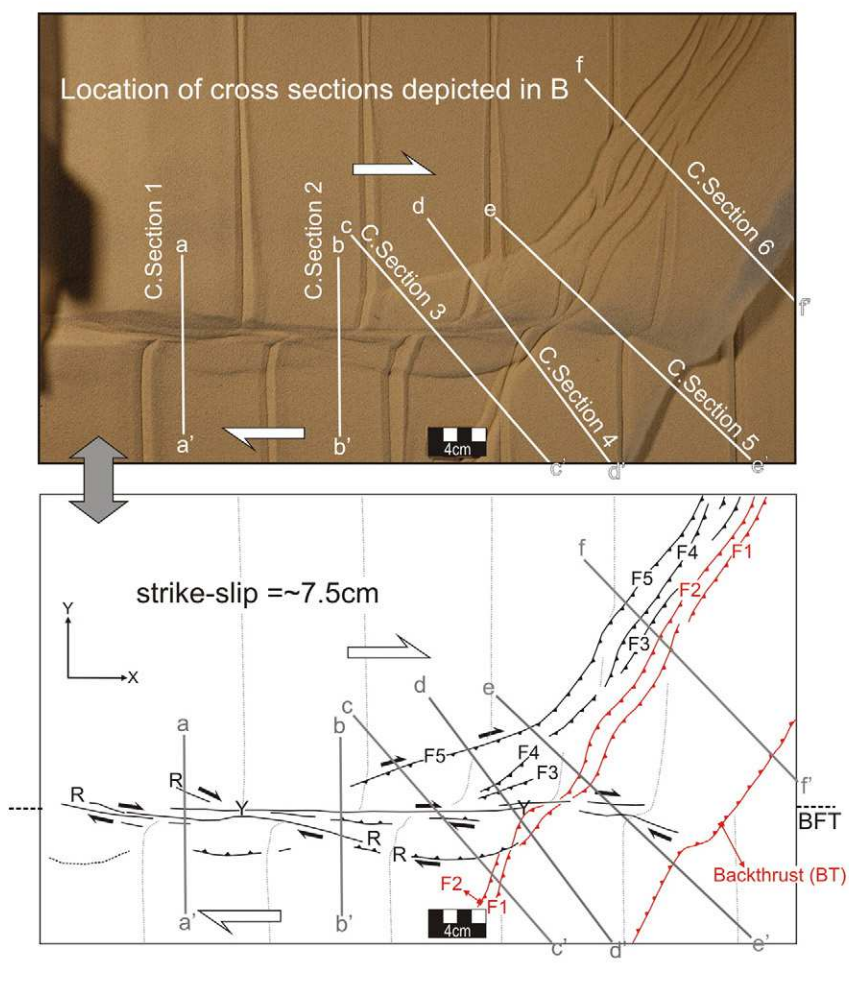 Location of cross sections depicted in B
f
C.Section 1
C.Section 2
a
b
c
d
e
C.Section 3
C.Section 6
f'
C.Section 4
C.Section 5
a'
b'
4cm
c'
d'
e'
strike-slip =~7.5cm
Y
X
f
F5
F4
F1
F2
F3
d
e
c
a
b
F5
F4
F3
f'
R
R
Y
Y
BFT
R
R
F2
F1
Backthrust (BT)
a'
b'
4cm
c'
d'
e'